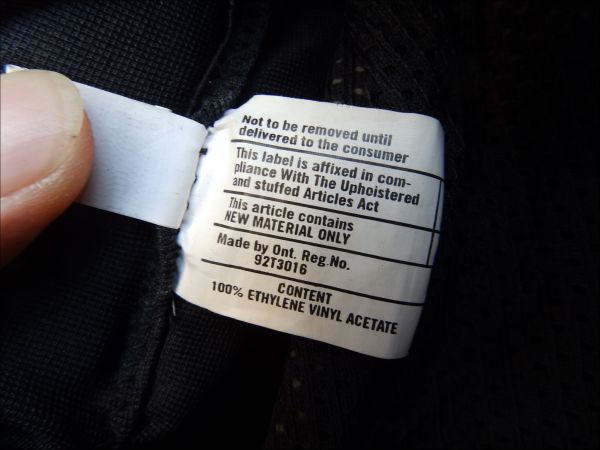 Not to be removed until
delivered to the consumer
This label is affixed in com-
pliance With The Uphoistered
and stuffed Articles Act
This article contains
NEW MATERIAL ONLY
Made by Ont. Reg.No.
92T3016
CONTENT
100% ETHYLENE VINYL ACETATE